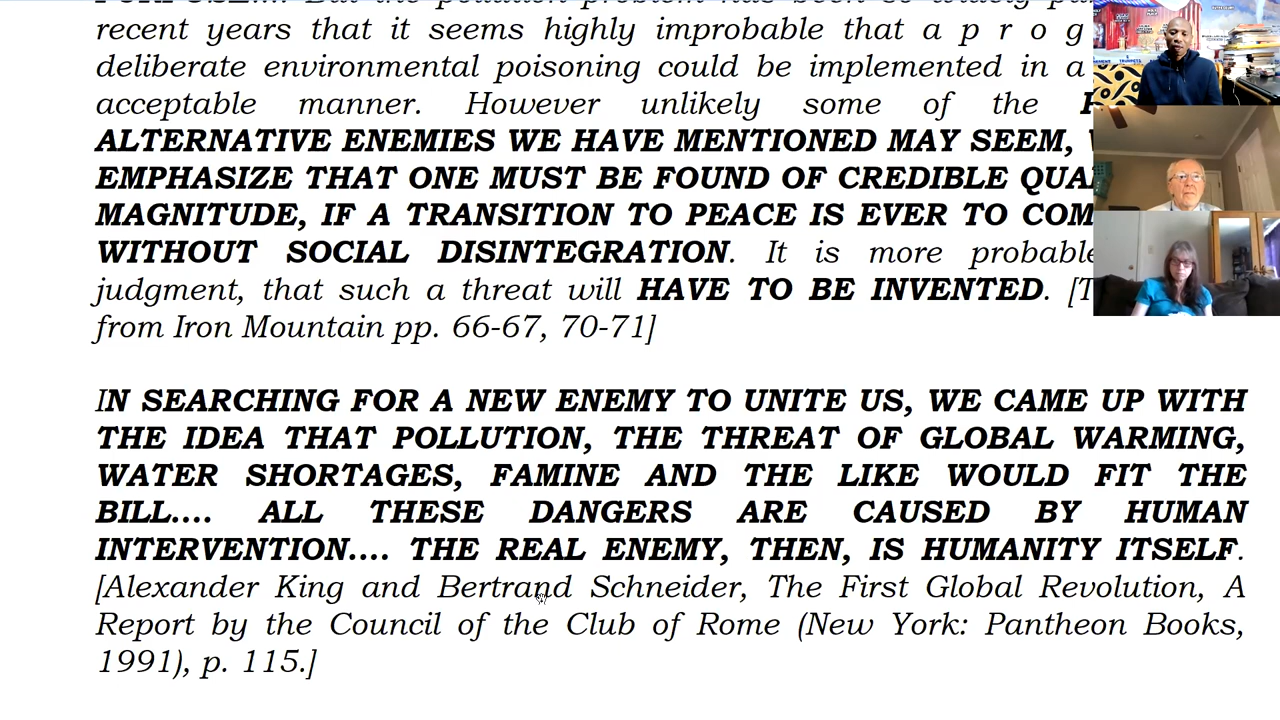 recent years that it seems highly improbable that a p r o g
deliberate environmental poisoning could be implemented in a
acceptable manner. However unlikely some of the
ALTERNATIVE ENEMIES WE HAVE MENTIONED MAY SEEM,
EMPHASIZE THAT ONE MUST BE FOUND OF CREDIBLE
MAGNITUDE, IF A TRANSITION TO PEACE IS EVER TO COM
WITHOUT SOCIAL DISINTEGRATION. It is more probable
judgment, that such a threat will HAVE TO BE INVENTED. [T
from Iron Mountain pp. 66-67, 70-71]
IN SEARCHING FOR A NEW ENEMY TO UNITE US, WE CAME UP WITH
THE IDEA THAT POLLUTION, THE THREAT OF GLOBAL WARMING,
WATER SHORTAGES, FAMINE AND THE LIKE WOULD FIT THE
BILL.... ALL THESE DANGERS ARE CAUSED BY HUMAN
INTERVENTION.... THE REAL ENEMY, THEN, IS HUMANITY ITSELF.
[Alexander King and Bertrand Schneider, The First Global Revolution, A
Report by the Council of the Club of Rome (New York: Pantheon Books,
1991), p. 115.]